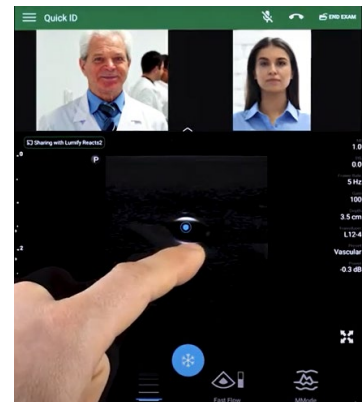 Quick ID
END EXAM
Sharing with Lumify Reacts2
1.0
0.0
5 Hz
100
3.5 cm
L12-4
Vascular
-0.3 dB
P
Fast Flow
MMode